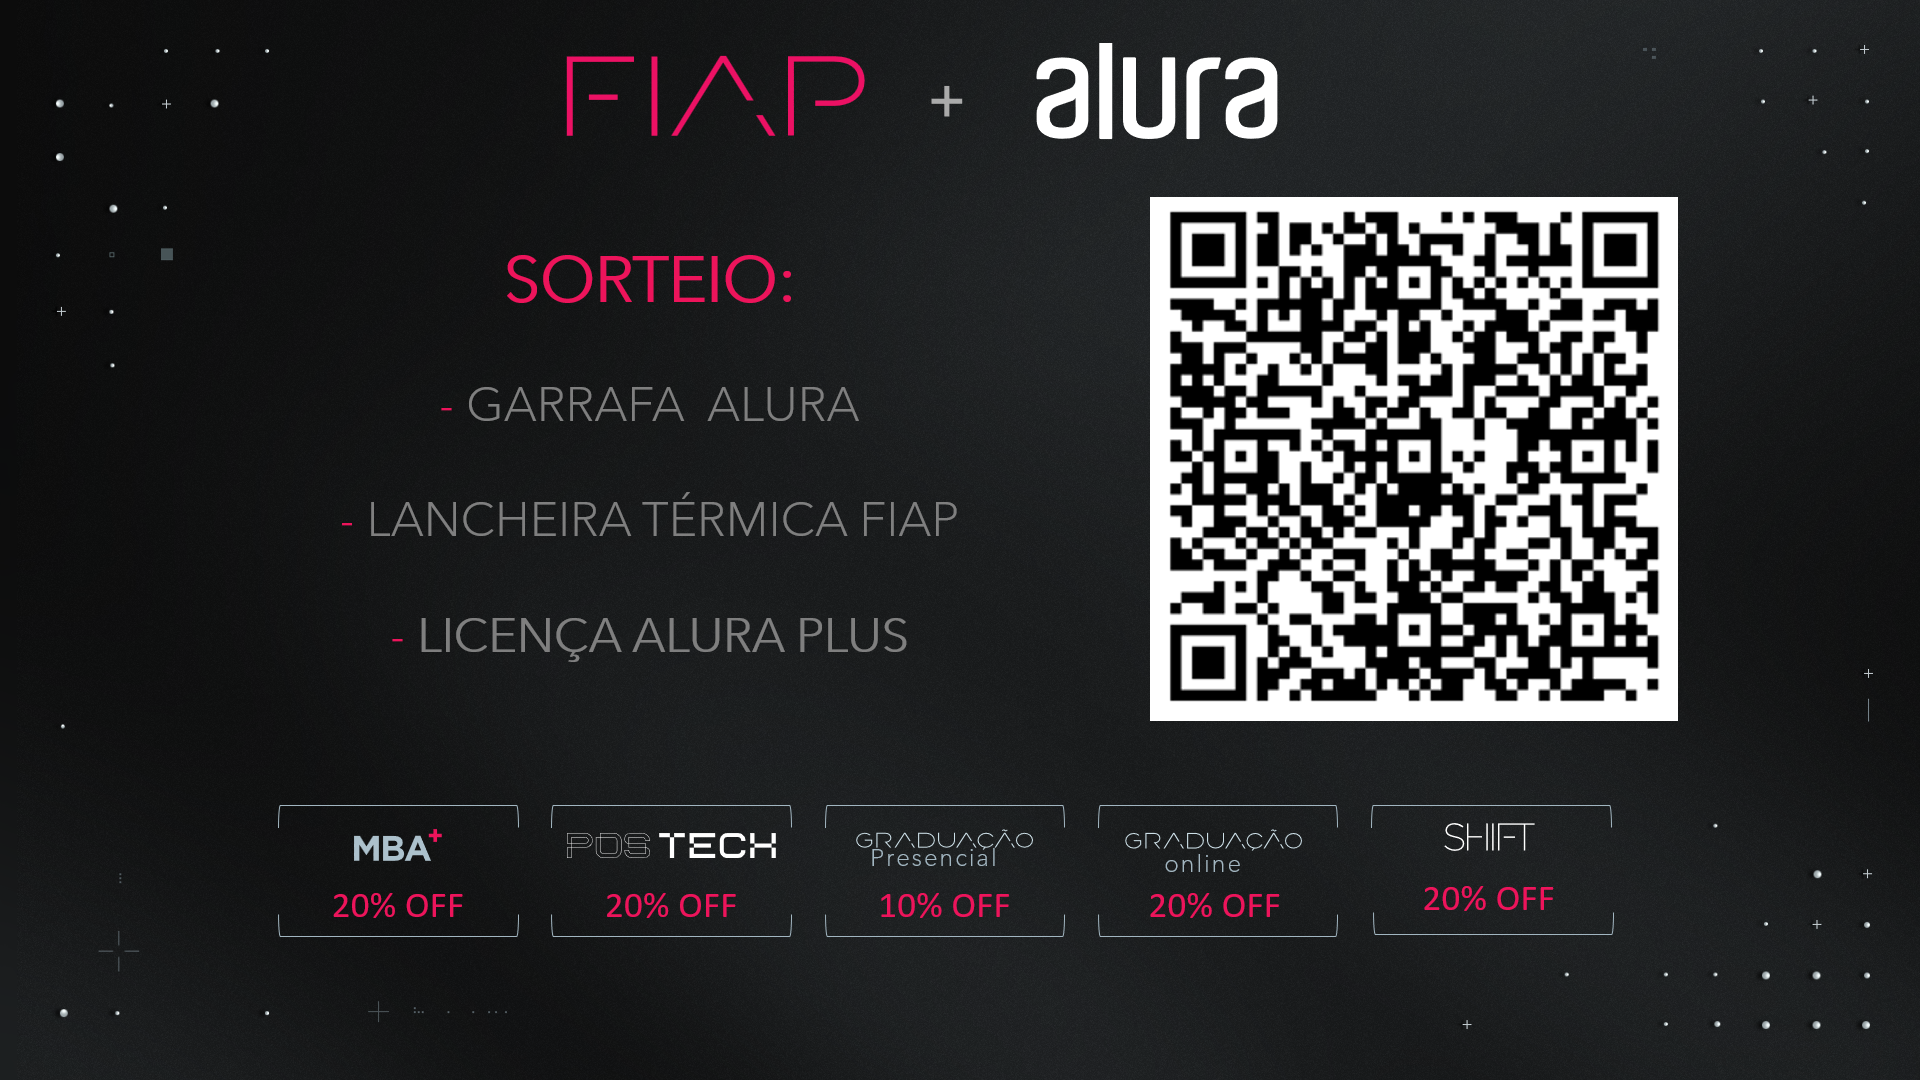 FIAP + alura
SORTEIO:
- GARRAFA ALURA
- LANCHEIRA TÉRMICA FIAP
- LICENÇA ALURA PLUS
MBA+
20% OFF
POS TECH
20% OFF
GRADUAÇÃO
Presencial
10% OFF
GRADUAÇÃO
online
20% OFF
SHIFT
20% OFF